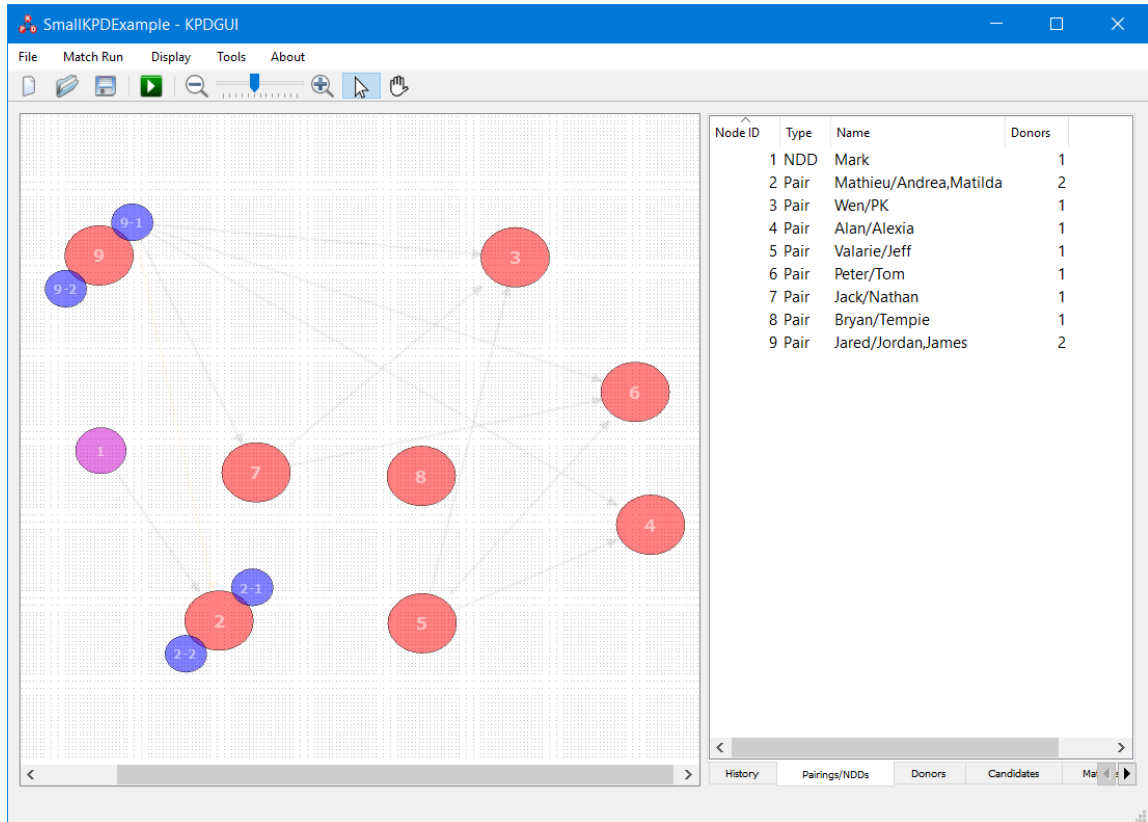 SmallKPDExample - KPDGUI
File Match Run Display Tools About
9-1
9
9-2
3
6
1
7
8
4
2-1
2
5
2-2
Node ID Type Name Donors
1 NDD Mark 1
2 Pair Mathieu/Andrea,Matilda 2
3 Pair Wen/PK 1
4 Pair Alan/Alexia 1
5 Pair Valarie/Jeff 1
6 Pair Peter/Tom 1
7 Pair Jack/Nathan 1
8 Pair Bryan/Tempie 1
9 Pair Jared/Jordan,James 2
History Pairings/NDDs Donors Candidates